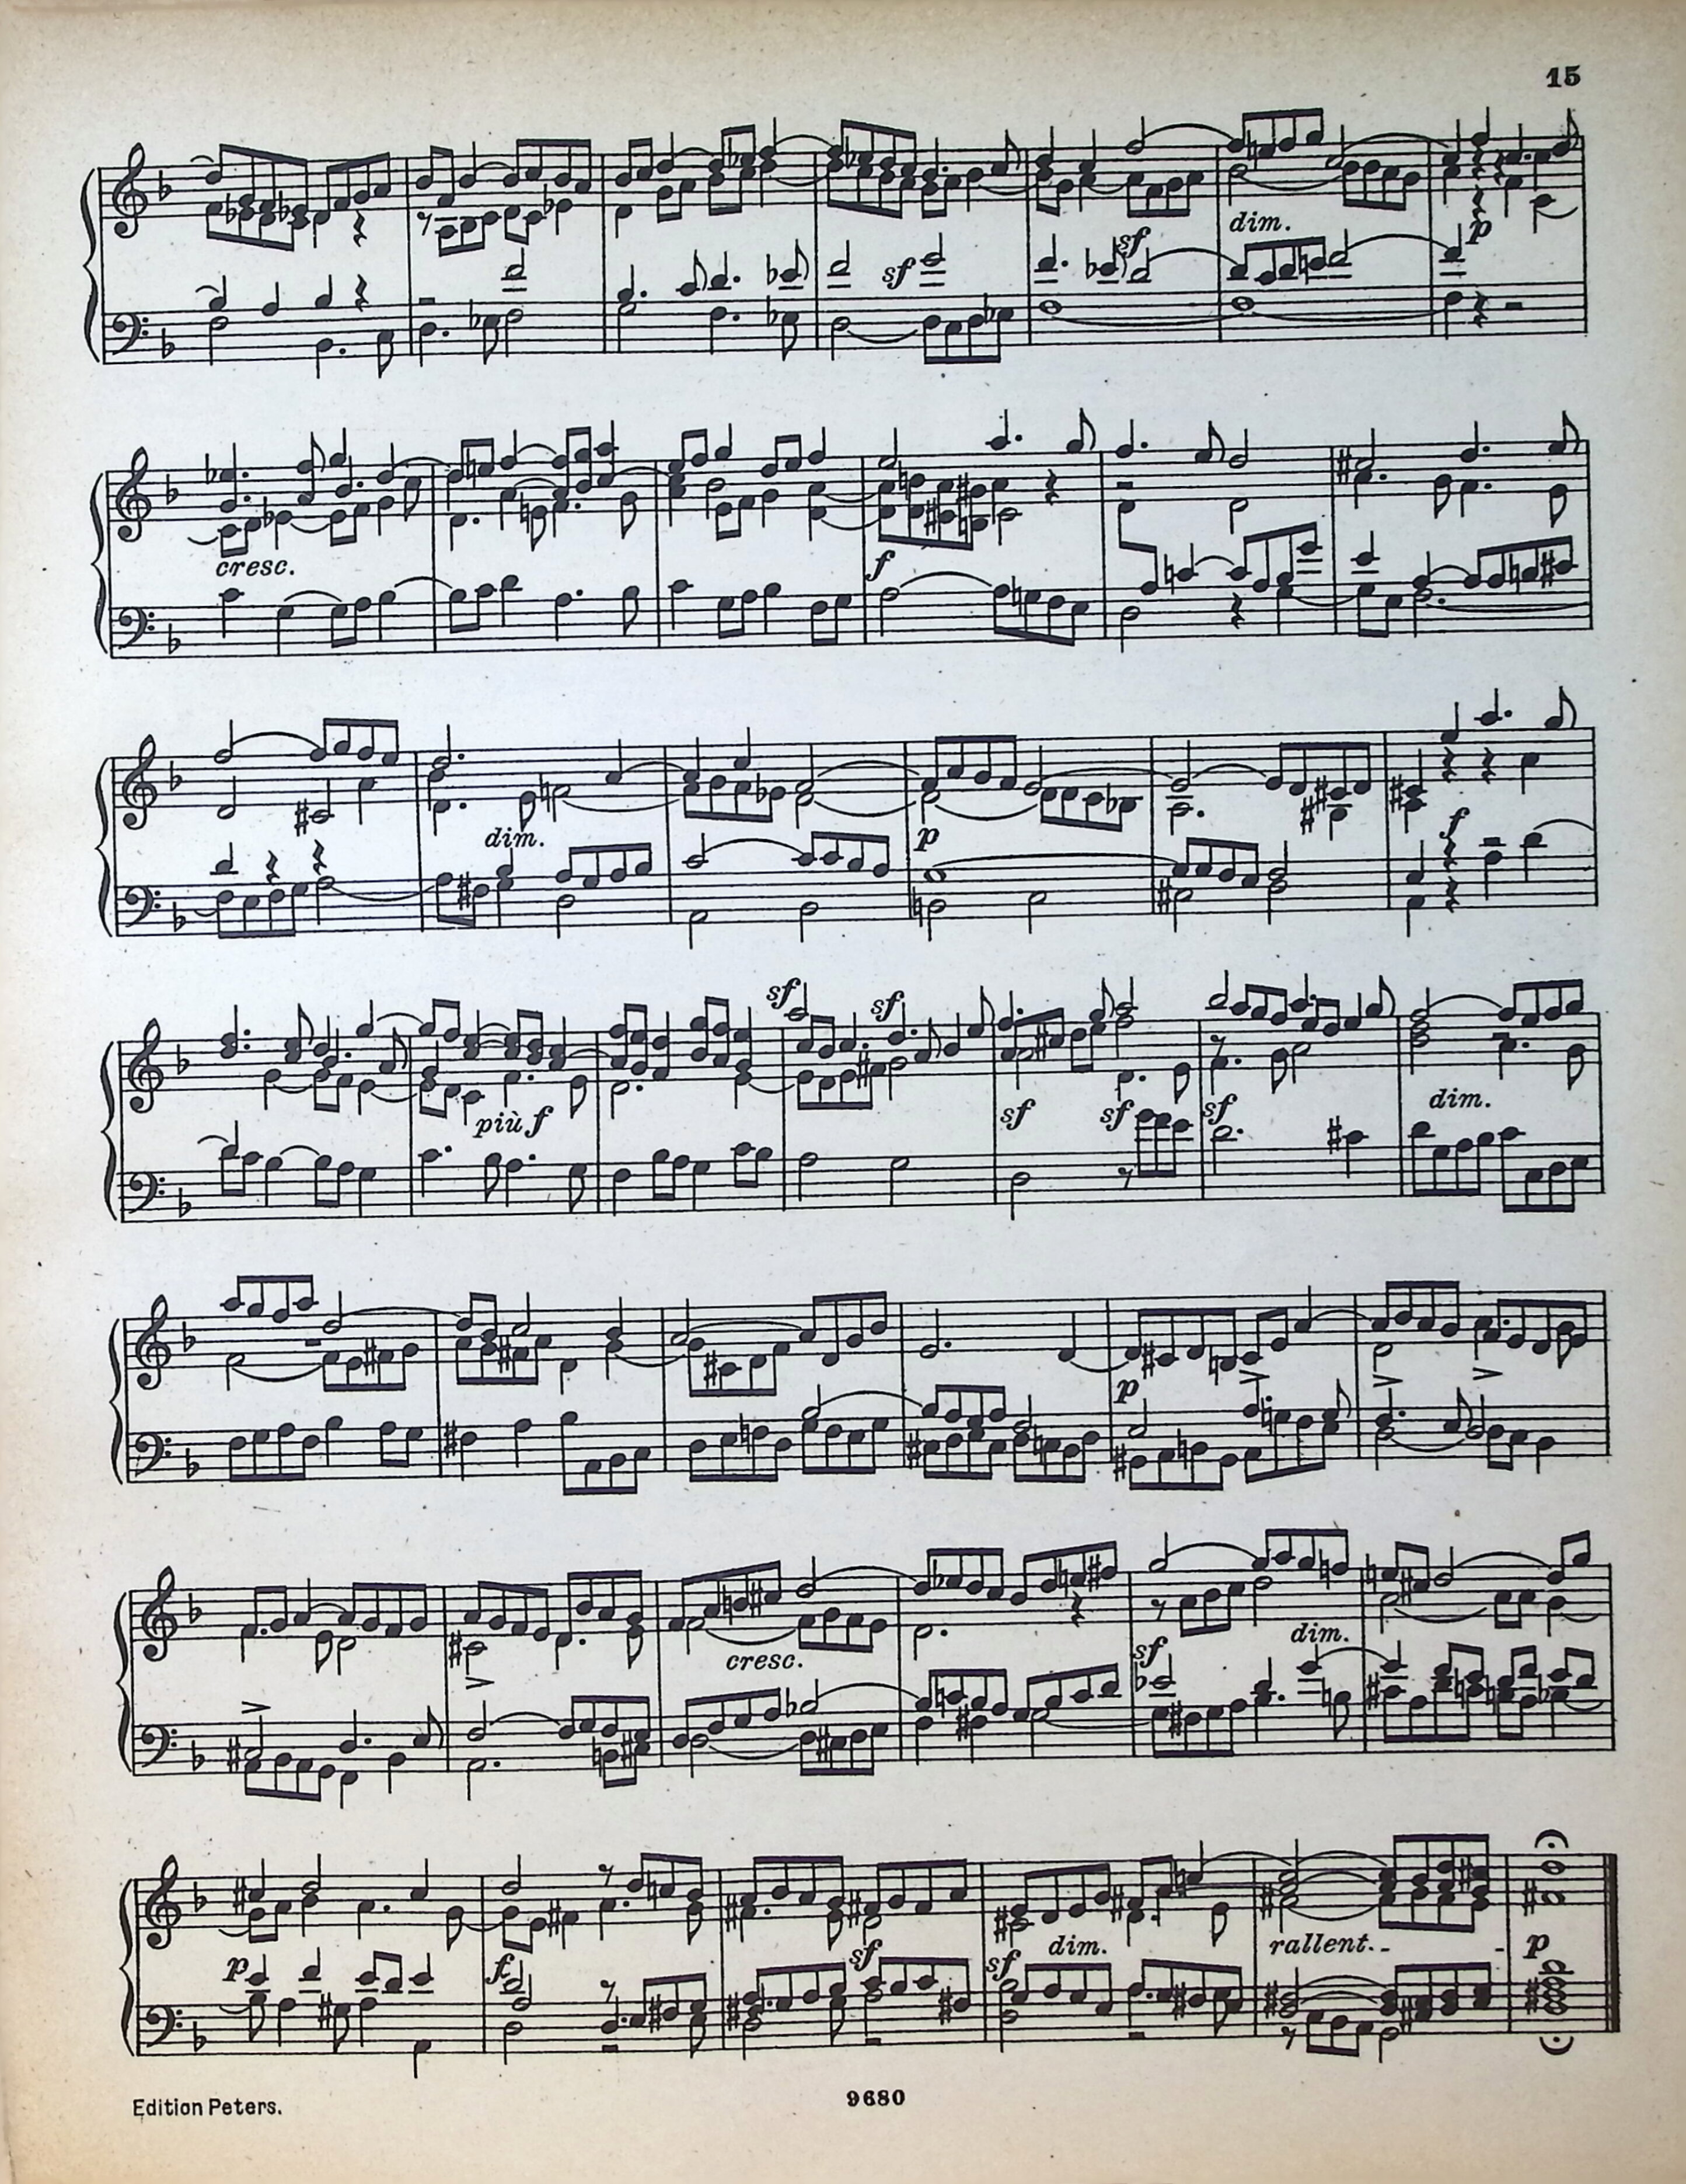 15
sf
sf
dim.
p
cresc.
f
dim.
p
f
sf
sf
più f
sf
sf
sf
dim.
p
cresc.
sf
dim.
p
f
sf
sf
dim.
rallent.- -
p
Edition Peters.
9680